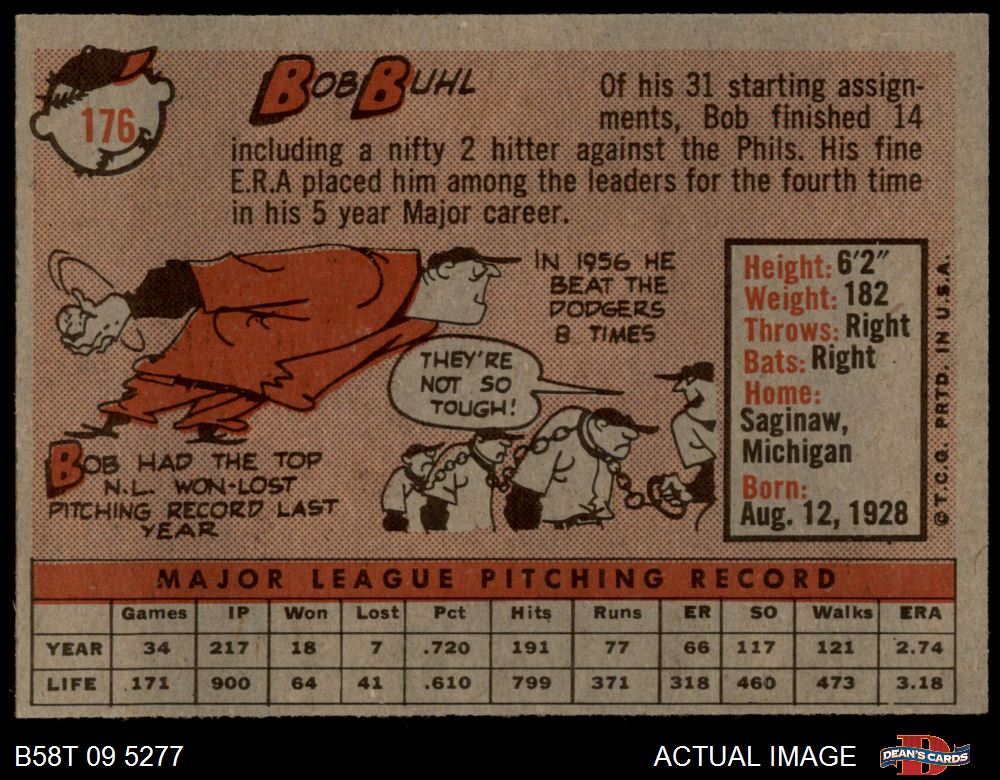 176
BOB BUHL
Of his 31 starting assign-
ments, Bob finished 14
including a nifty 2 hitter against the Phils. His fine
E.R.A placed him among the leaders for the fourth time
in his 5 year Major career.
IN 1956 HE
BEAT THE
DODGERS
8 TIMES
THEY'RE
NOT SO
TOUGH!
BOB HAD THE TOP
N.L. WON-LOST
PITCHING RECORD LAST
YEAR
Height: 6'2"
Weight: 182
Throws: Right
Bats: Right
Home:
Saginaw,
Michigan
Born:
Aug. 12, 1928
© T.C.G. PRTD. IN U.S.A.
MAJOR LEAGUE PITCHING RECORD
Games IP Won Lost Pct Hits Runs ER SO Walks ERA
YEAR 34 217 18 7 .720 191 77 66 117 121 2.74
LIFE 171 900 64 41 .610 799 371 318 460 473 3.18
B58T 09 5277
ACTUAL IMAGE
D
DEAN'S CARDS